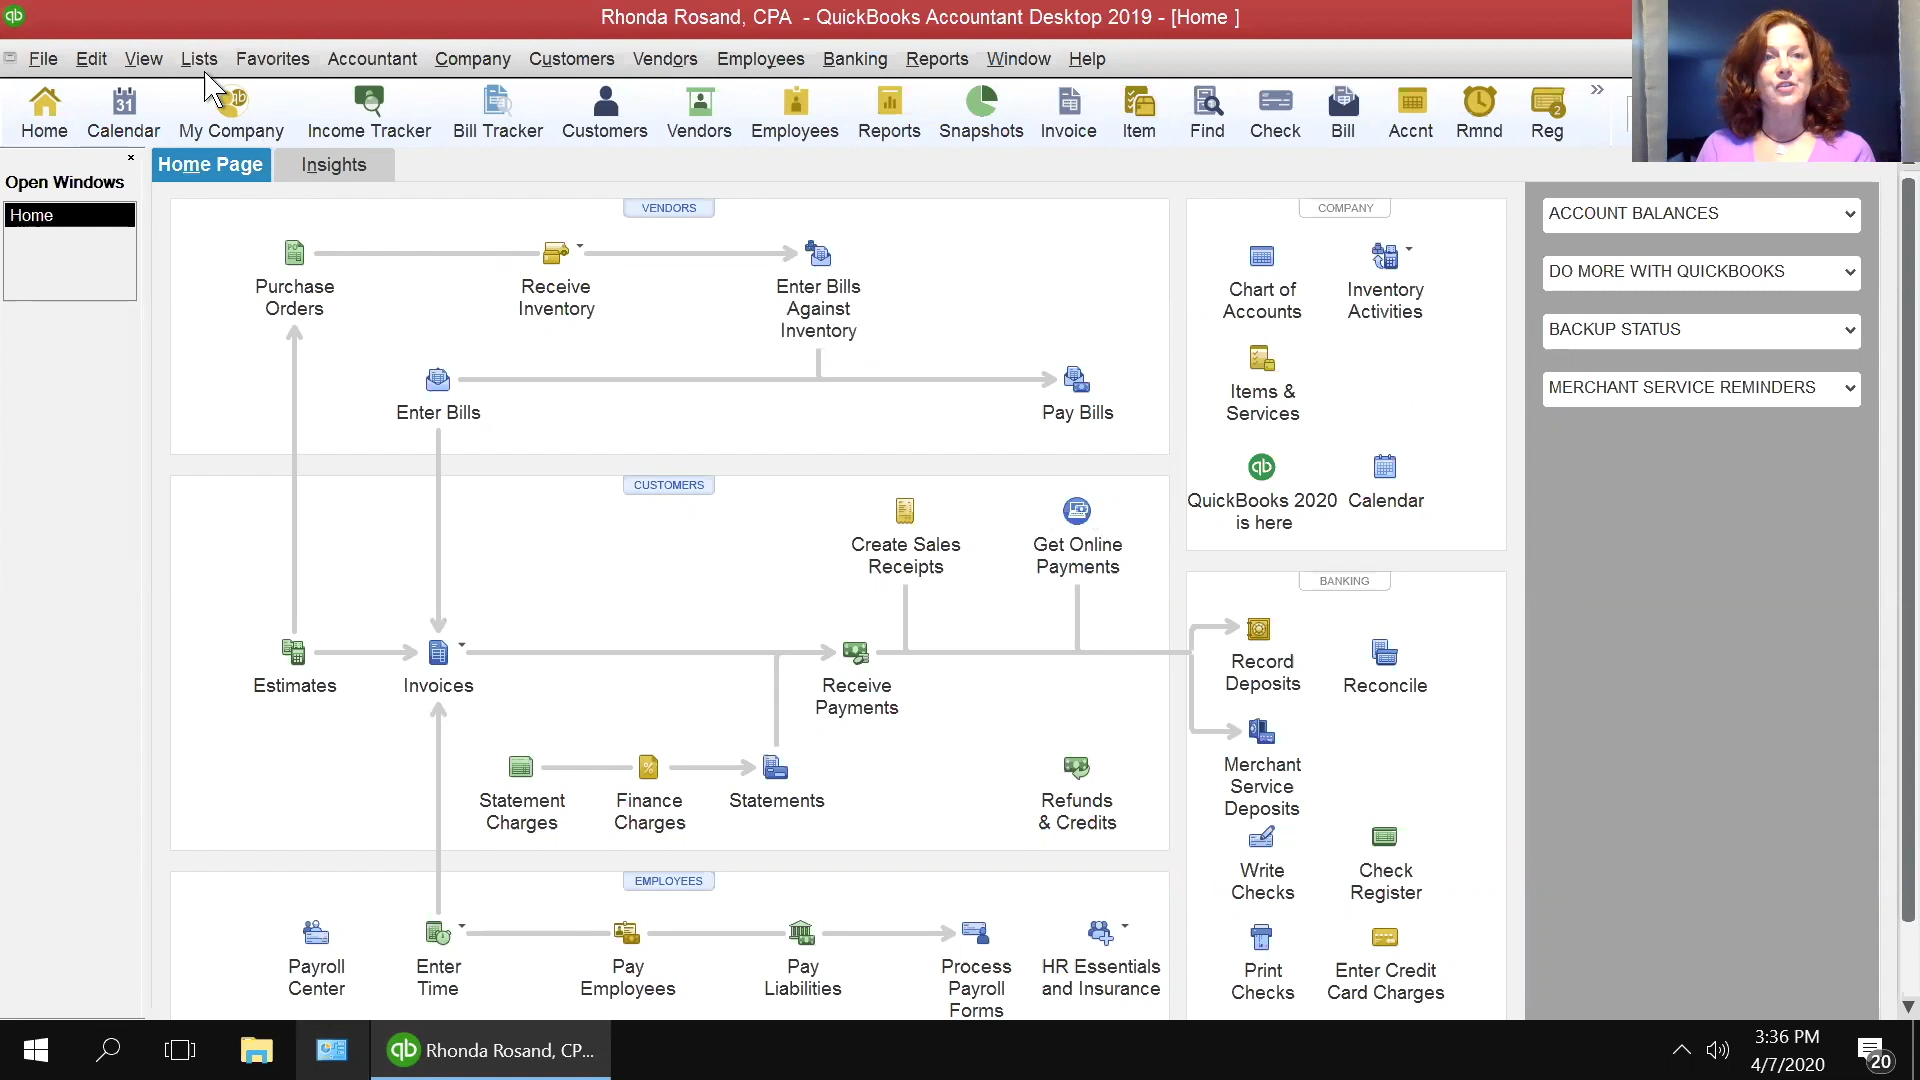 qb
Rhonda Rosand, CPA - QuickBooks Accountant Desktop 2019 - [Home ]
File Edit View Lists Favorites Accountant Company Customers Vendors Employees Banking Reports Window Help
31 qb 2 »
Home Calendar My Company Income Tracker Bill Tracker Customers Vendors Employees Reports Snapshots Invoice Item Find Check Bill Accnt Rmnd Reg
×
Open Windows
Home
Home Page Insights
VENDORS
Purchase
Orders
Receive
Inventory
Enter Bills
Against
Inventory
Enter Bills
Pay Bills
CUSTOMERS
Create Sales
Receipts
Get Online
Payments
Estimates
Invoices
Receive
Payments
Statement
Charges
%
Finance
Charges
Statements
Refunds
& Credits
EMPLOYEES
Payroll
Center
Enter
Time
Pay
Employees
Pay
Liabilities
Process
Payroll
Forms
HR Essentials
and Insurance
COMPANY
Chart of
Accounts
Inventory
Activities
Items &
Services
qb
QuickBooks 2020
is here
Calendar
BANKING
Record
Deposits
Reconcile
Merchant
Service
Deposits
Write
Checks
Check
Register
Print
Checks
Enter Credit
Card Charges
ACCOUNT BALANCES
DO MORE WITH QUICKBOOKS
BACKUP STATUS
MERCHANT SERVICE REMINDERS
qb Rhonda Rosand, CP...
3:36 PM
4/7/2020
20